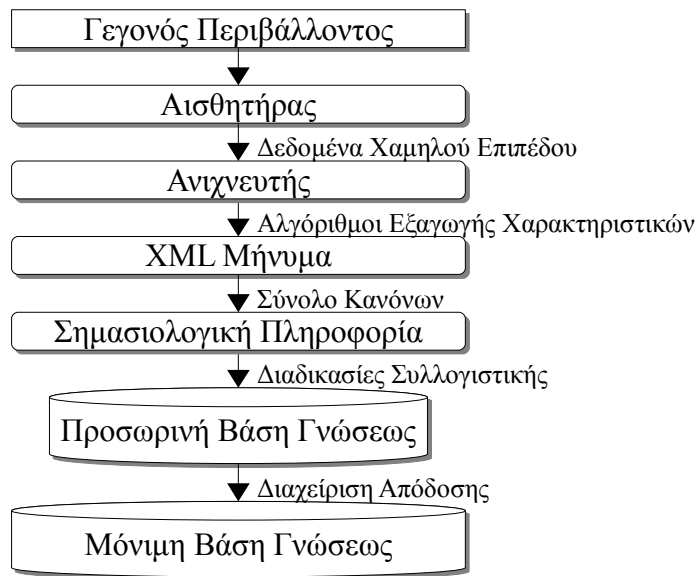 Γεγονός Περιβάλλοντος
Αισθητήρας
Δεδομένα Χαμηλού Επιπέδου
Ανιχνευτής
Αλγόριθμοι Εξαγωγής Χαρακτηριστικών
XML Μήνυμα
Σύνολο Κανόνων
Σημασιολογική Πληροφορία
Διαδικασίες Συλλογιστικής
Προσωρινή Βάση Γνώσεως
Διαχείριση Απόδοσης
Μόνιμη Βάση Γνώσεως